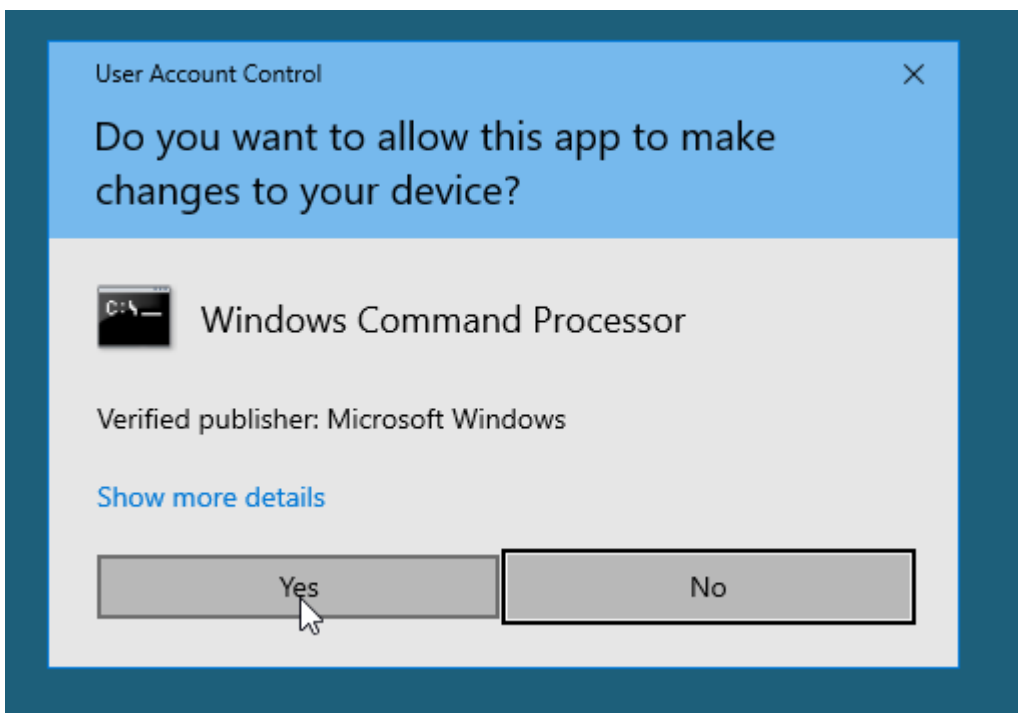 User Account Control
Do you want to allow this app to make
changes to your device?
C:\_
Windows Command Processor
Verified publisher: Microsoft Windows
Show more details
Yes
No